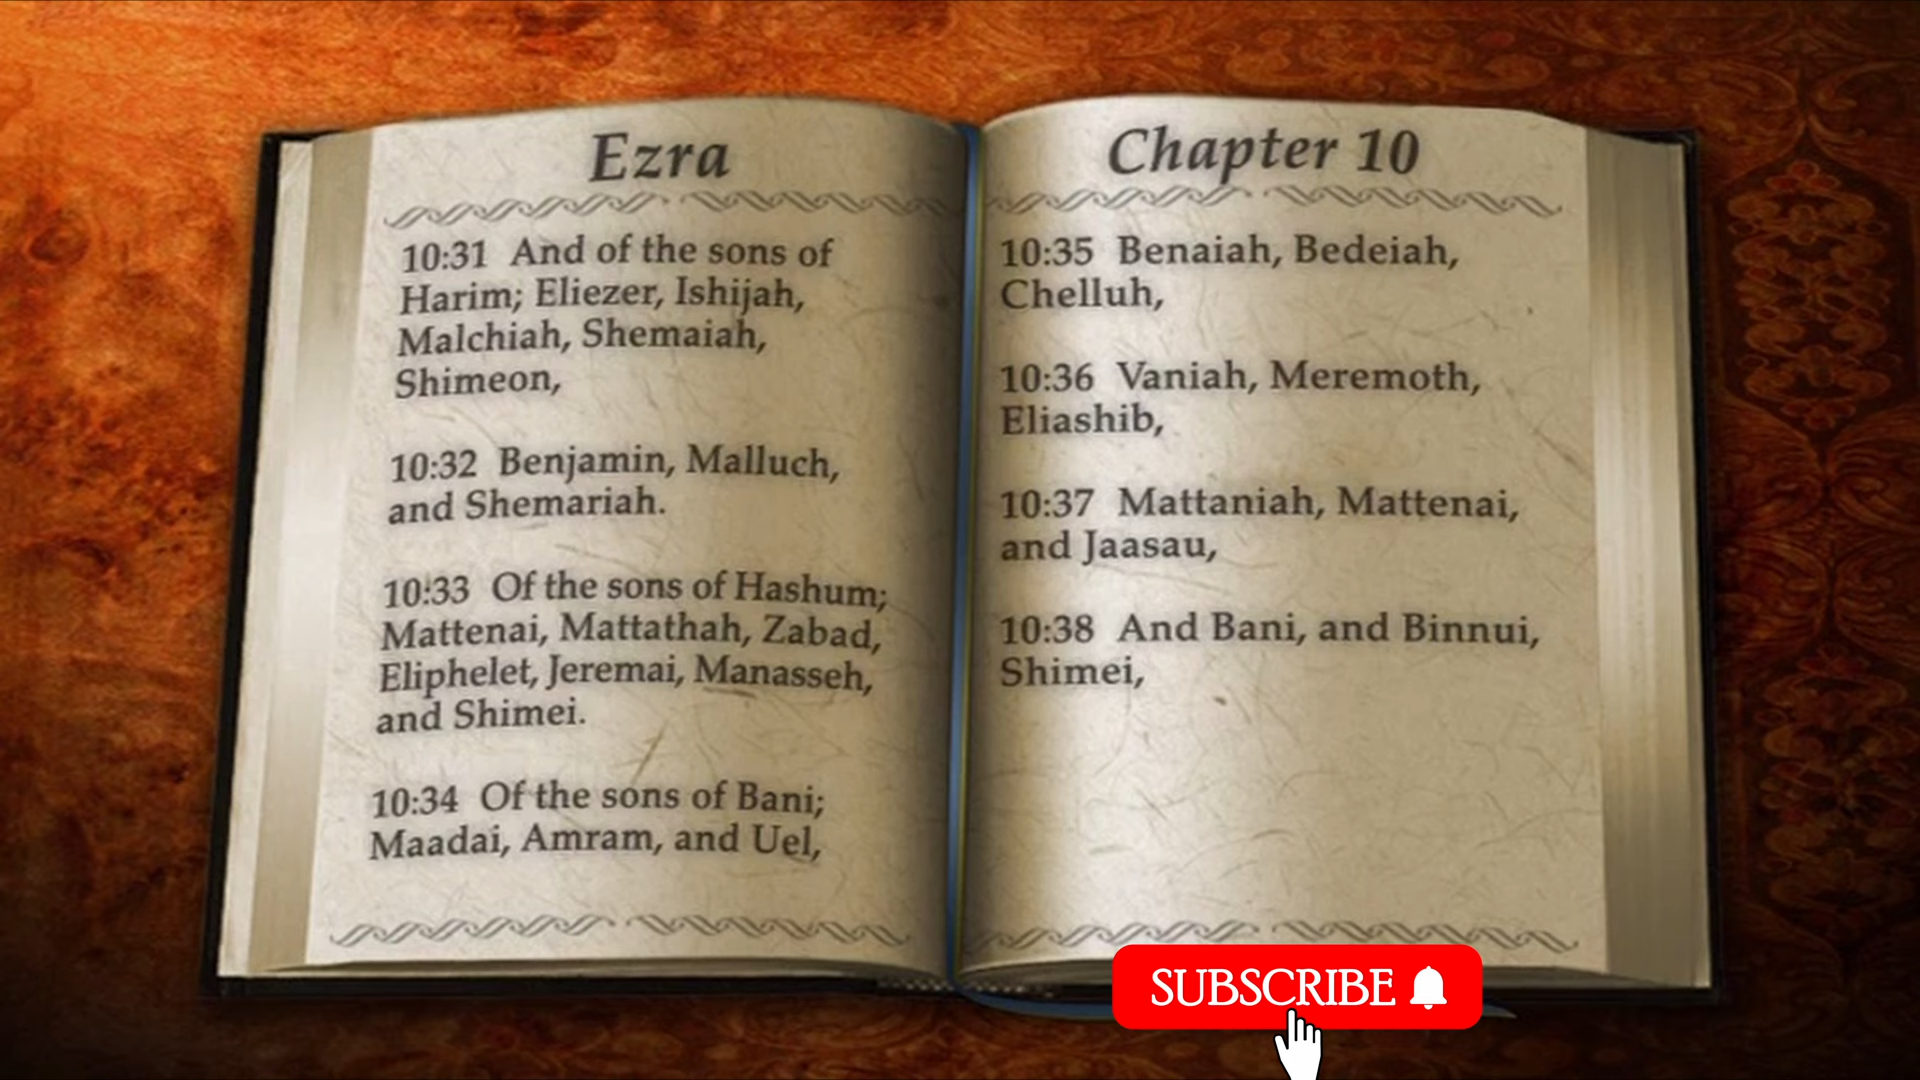 Ezra
10:31 And of the sons of
Harim; Eliezer, Ishijah,
Malchiah, Shemaiah,
Shimeon,
10:32 Benjamin, Malluch,
and Shemariah.
10:33 Of the sons of Hashum;
Mattenai, Mattathah, Zabad,
Eliphelet, Jeremai, Manasseh,
and Shimei.
10:34 Of the sons of Bani;
Maadai, Amram, and Uel,
Chapter 10
10:35 Benaiah, Bedeiah,
Chelluh,
10:36 Vaniah, Meremoth,
Eliashib,
10:37 Mattaniah, Mattenai,
and Jaasau,
10:38 And Bani, and Binnui,
Shimei,
SUBSCRIBE